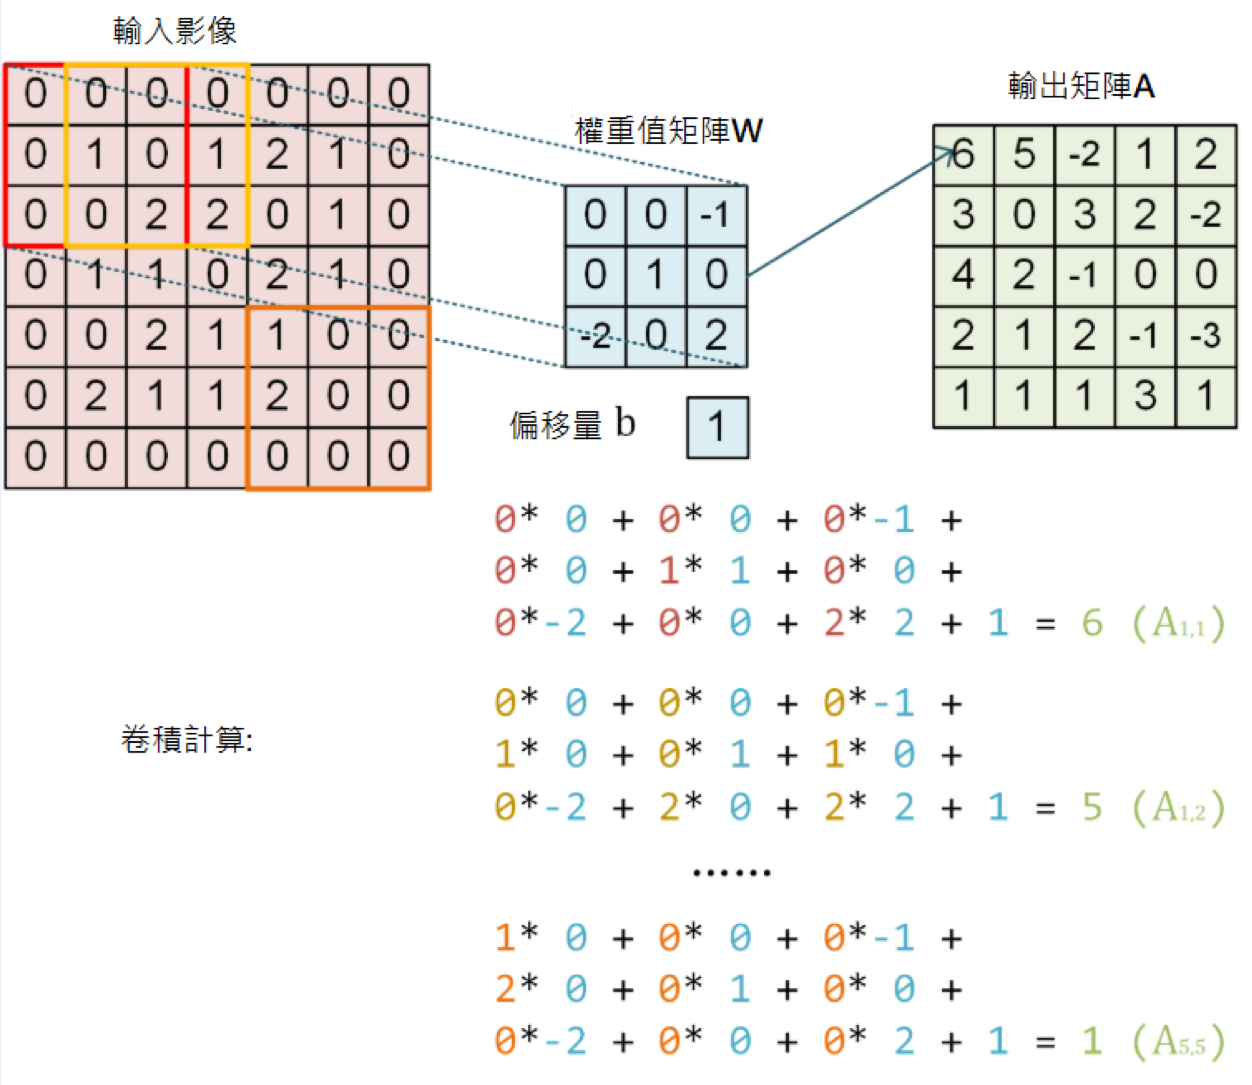 輸入影像
0 0 0 0 0 0 0
0 1 0 1 2 1 0
0 0 2 2 0 1 0
0 1 1 0 2 1 0
0 0 2 1 1 0 0
0 2 1 1 2 0 0
0 0 0 0 0 0 0
權重值矩陣W
0 0 -1
0 1 0
-2 0 2
偏移量 b 1
輸出矩陣A
6 5 -2 1 2
3 0 3 2 -2
4 2 -1 0 0
2 1 2 -1 -3
1 1 1 3 1
卷積計算:
0* 0 + 0* 0 + 0*-1 +
0* 0 + 1* 1 + 0* 0 +
0*-2 + 0* 0 + 2* 2 + 1 = 6 (A1,1)
0* 0 + 0* 0 + 0*-1 +
1* 0 + 0* 1 + 1* 0 +
0*-2 + 2* 0 + 2* 2 + 1 = 5 (A1,2)
……
1* 0 + 0* 0 + 0*-1 +
2* 0 + 0* 1 + 0* 0 +
0*-2 + 0* 0 + 0* 2 + 1 = 1 (A5,5)